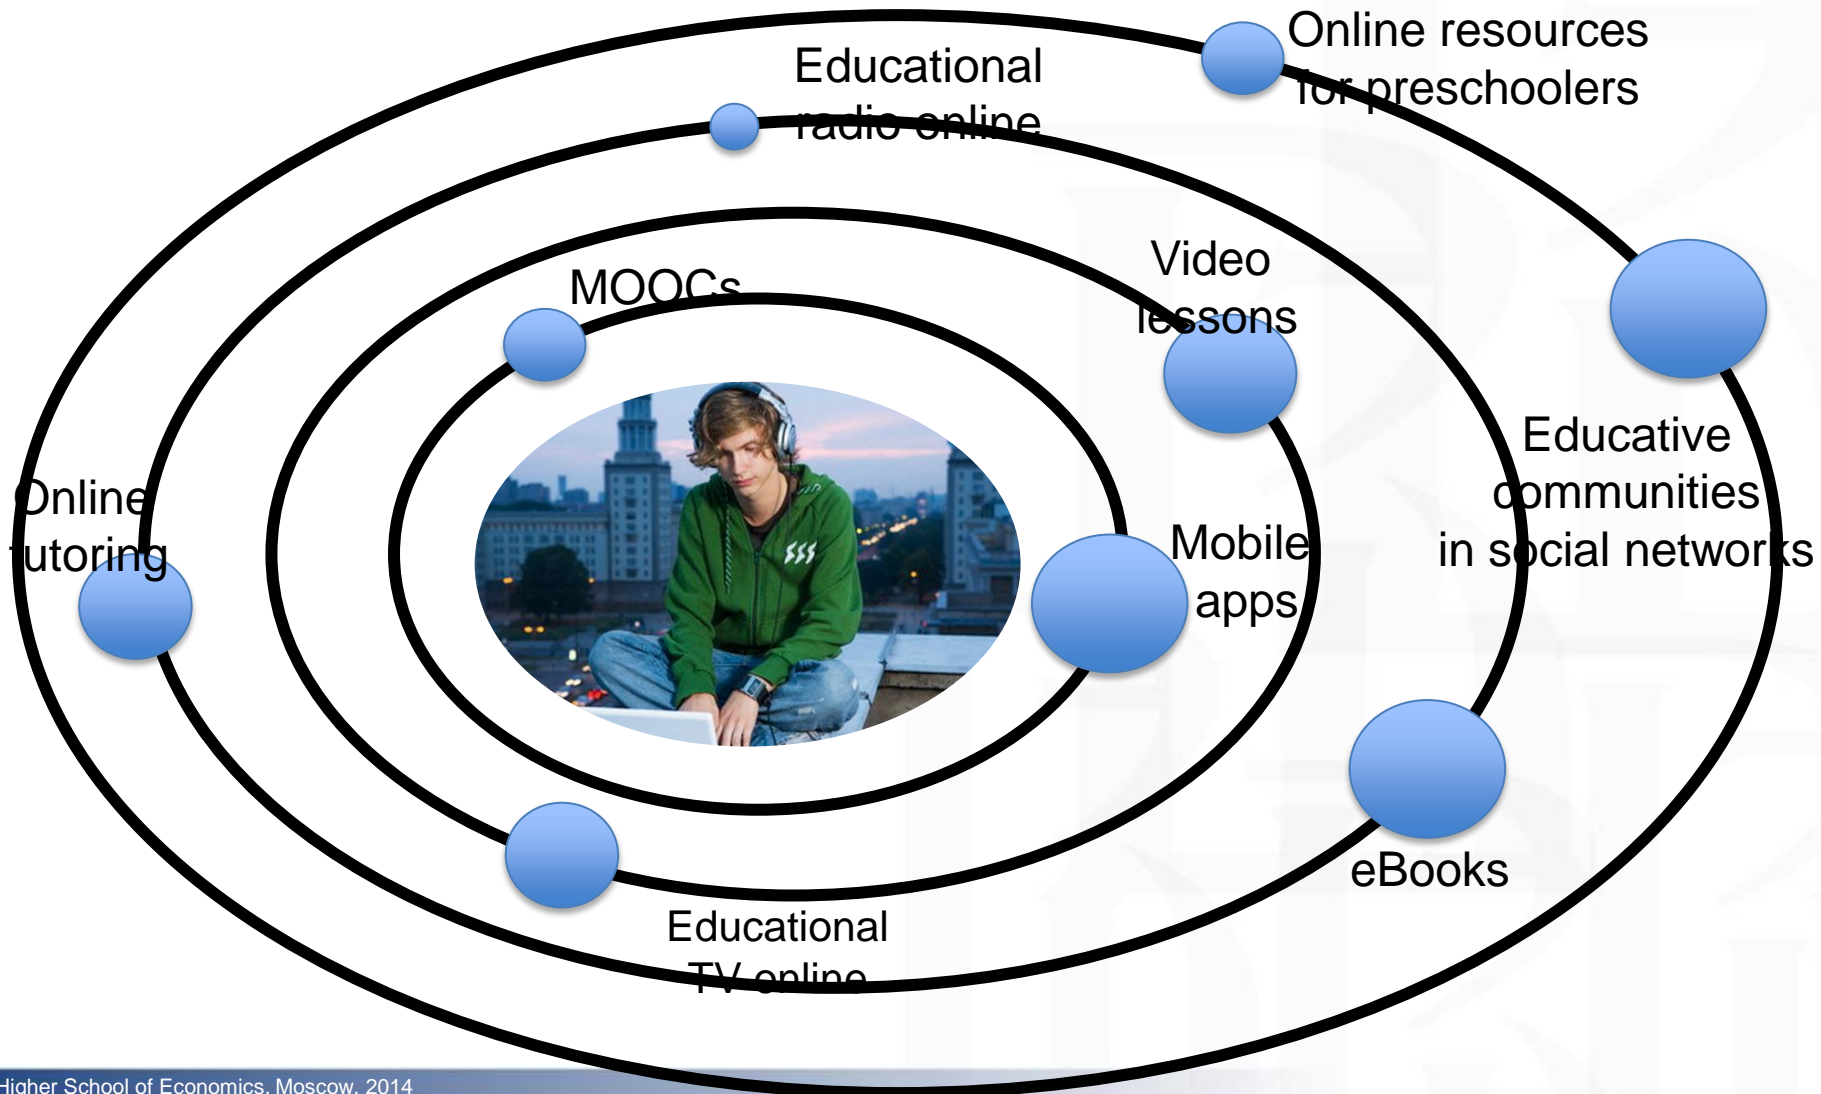 Online resources
for preschoolers
Educational
radio online
Video
lessons
MOOCs
Educative
communities
in social networks
Online
tutoring
Mobile
apps
eBooks
Educational
TV online
Higher School of Economics, Moscow, 2014